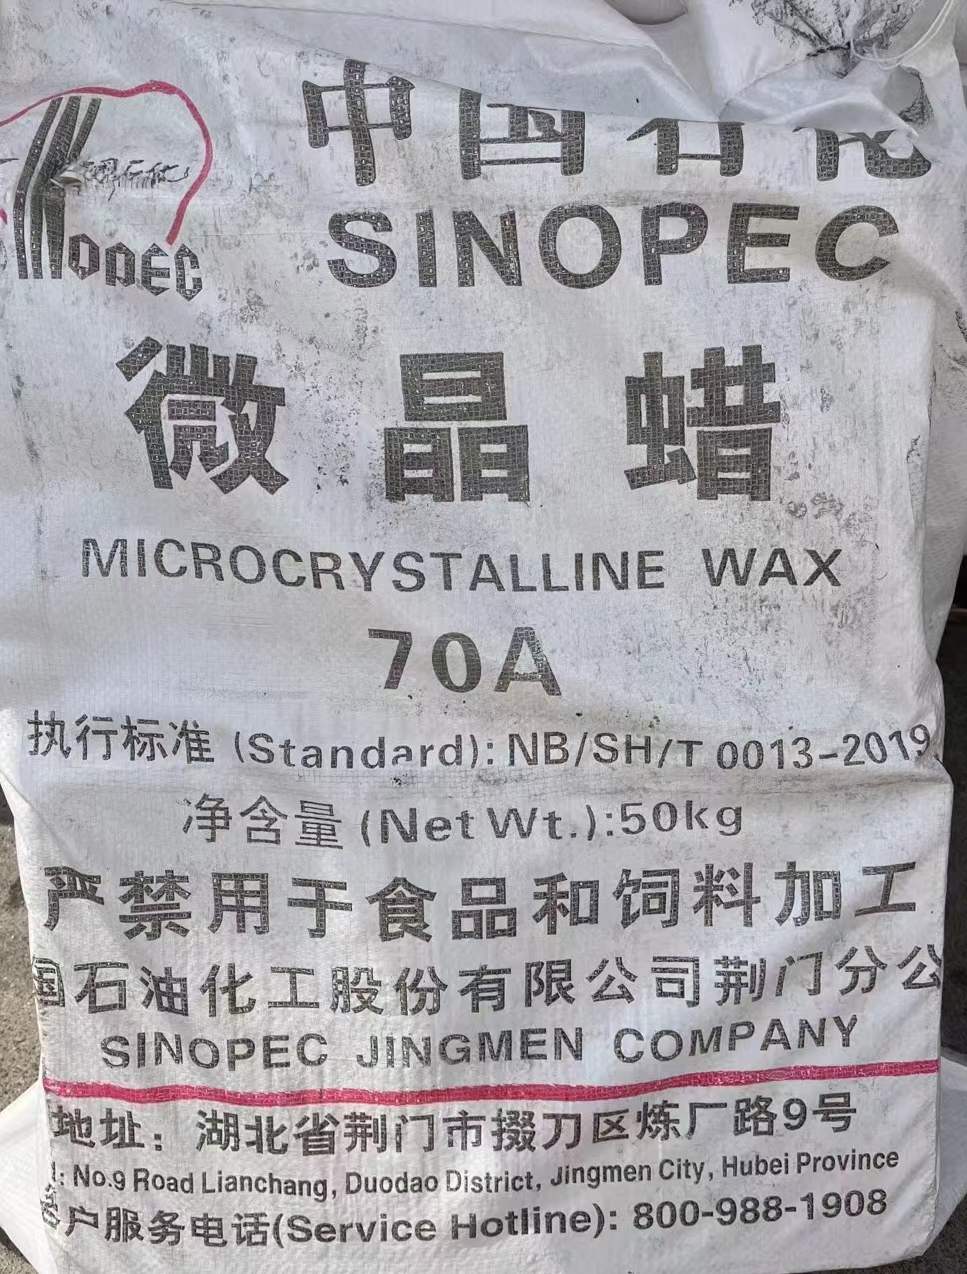 中国石化
SINOPEC
SINOPEC
微晶蜡
MICROCRYSTALLINE WAX
70A
执行标准 (Standard): NB/SH/T 0013-2019
净含量 (Net Wt.):50kg
严禁用于食品和饲料加工
国石油化工股份有限公司荆门分公
SINOPEC JINGMEN COMPANY
地址：湖北省荆门市掇刀区炼厂路9号
: No.9 Road Lianchang, Duodao District, Jingmen City, Hubei Province
客户服务电话(Service Hotline): 800-988-1908